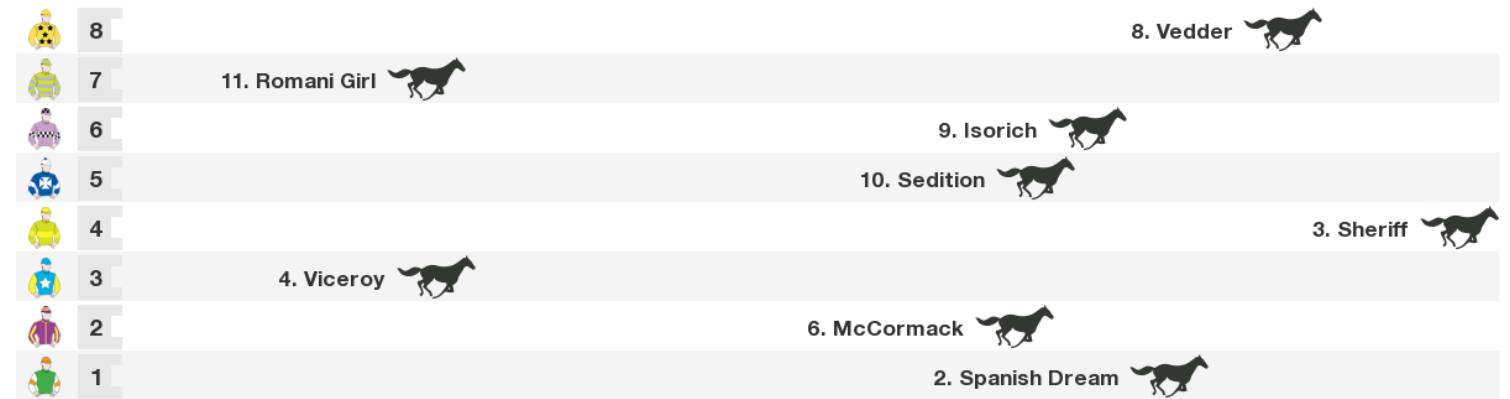 8 8. Vedder
7 11. Romani Girl
6 9. Isorich
5 10. Sedition
4 3. Sheriff
3 4. Viceroy
2 6. McCormack
1 2. Spanish Dream